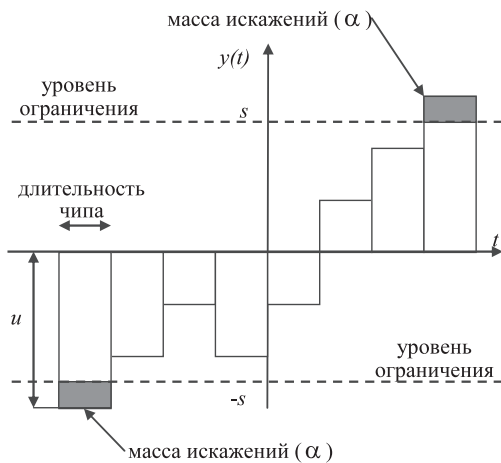 масса искажений (α)
y(t)
уровень
ограничения
s
длительность
чипа
t
u
уровень
ограничения
-s
масса искажений (α)